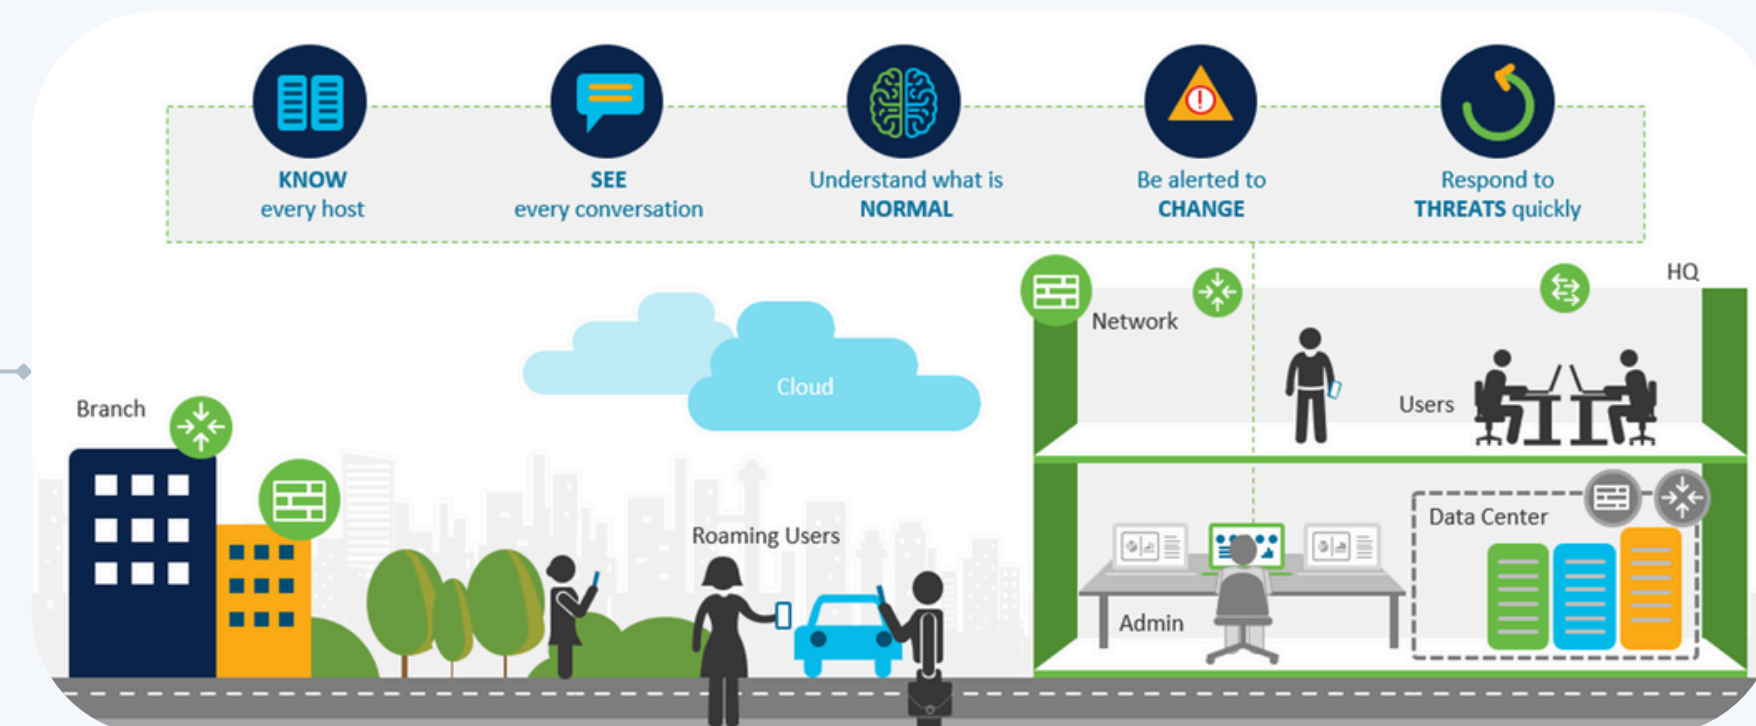 KNOW
every host
SEE
every conversation
Understand what is
NORMAL
Be alerted to
CHANGE
Respond to
THREATS quickly
HQ
Network
Users
Cloud
Branch
Roaming Users
Data Center
Admin